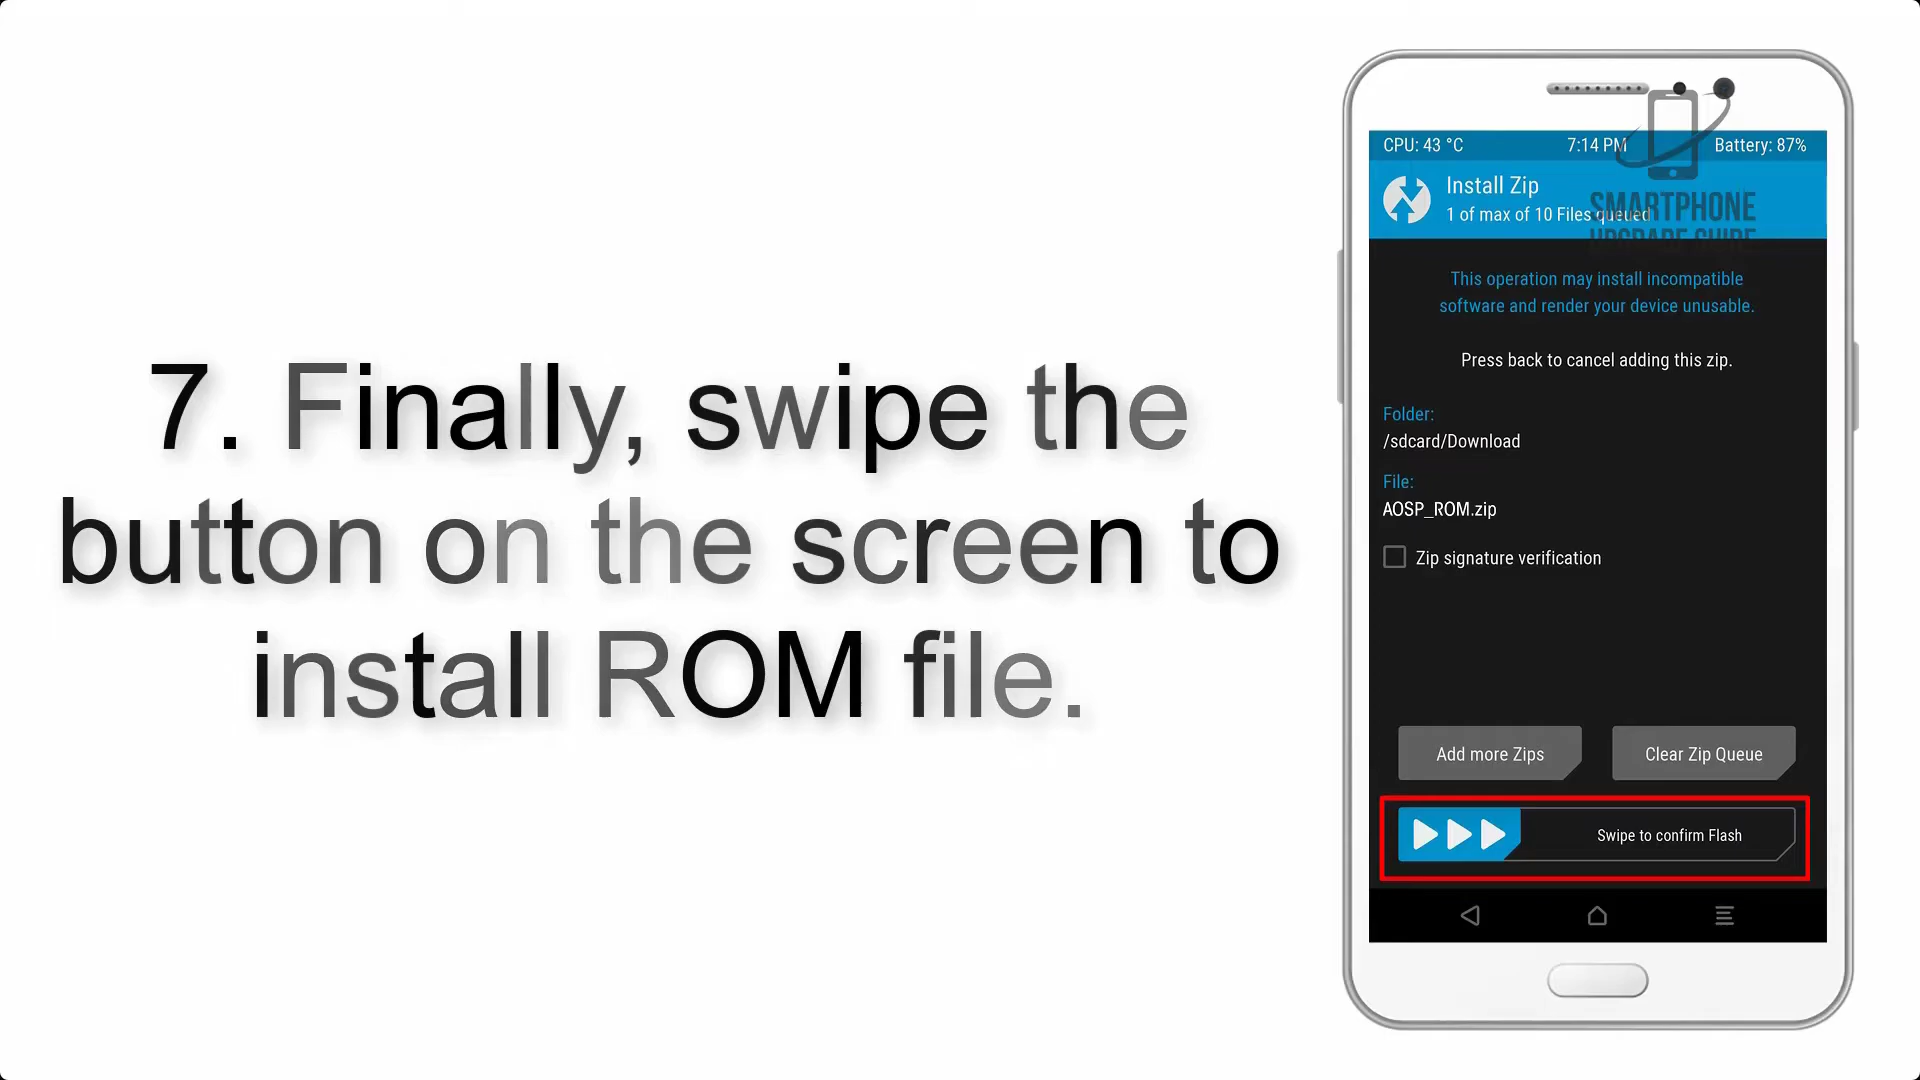 7. Finally, swipe the
button on the screen to
install ROM file.
CPU: 43 °C 7:14 PM Battery: 87%
Install Zip
1 of max of 10 Files queued
SMARTPHONE
UPGRADE GUIDE
This operation may install incompatible
software and render your device unusable.
Press back to cancel adding this zip.
Folder:
/sdcard/Download
File:
AOSP_ROM.zip
Zip signature verification
Add more Zips Clear Zip Queue
Swipe to confirm Flash